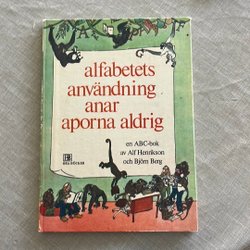 alfabetets
användning
anar
aporna aldrig
en ABC-bok
av Alf Henrikson
och Björn Berg